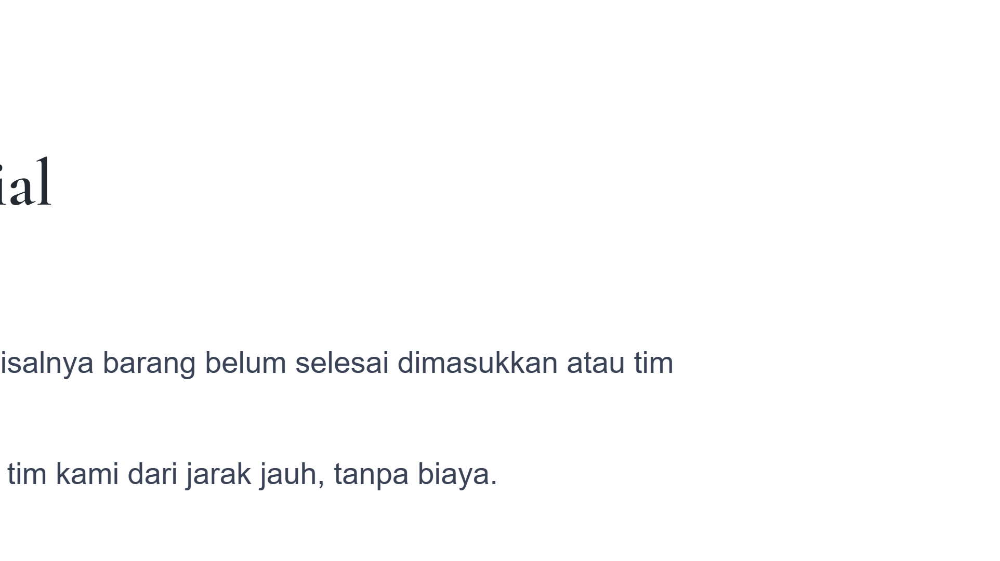 ial
isalnya barang belum selesai dimasukkan atau tim
tim kami dari jarak jauh, tanpa biaya.